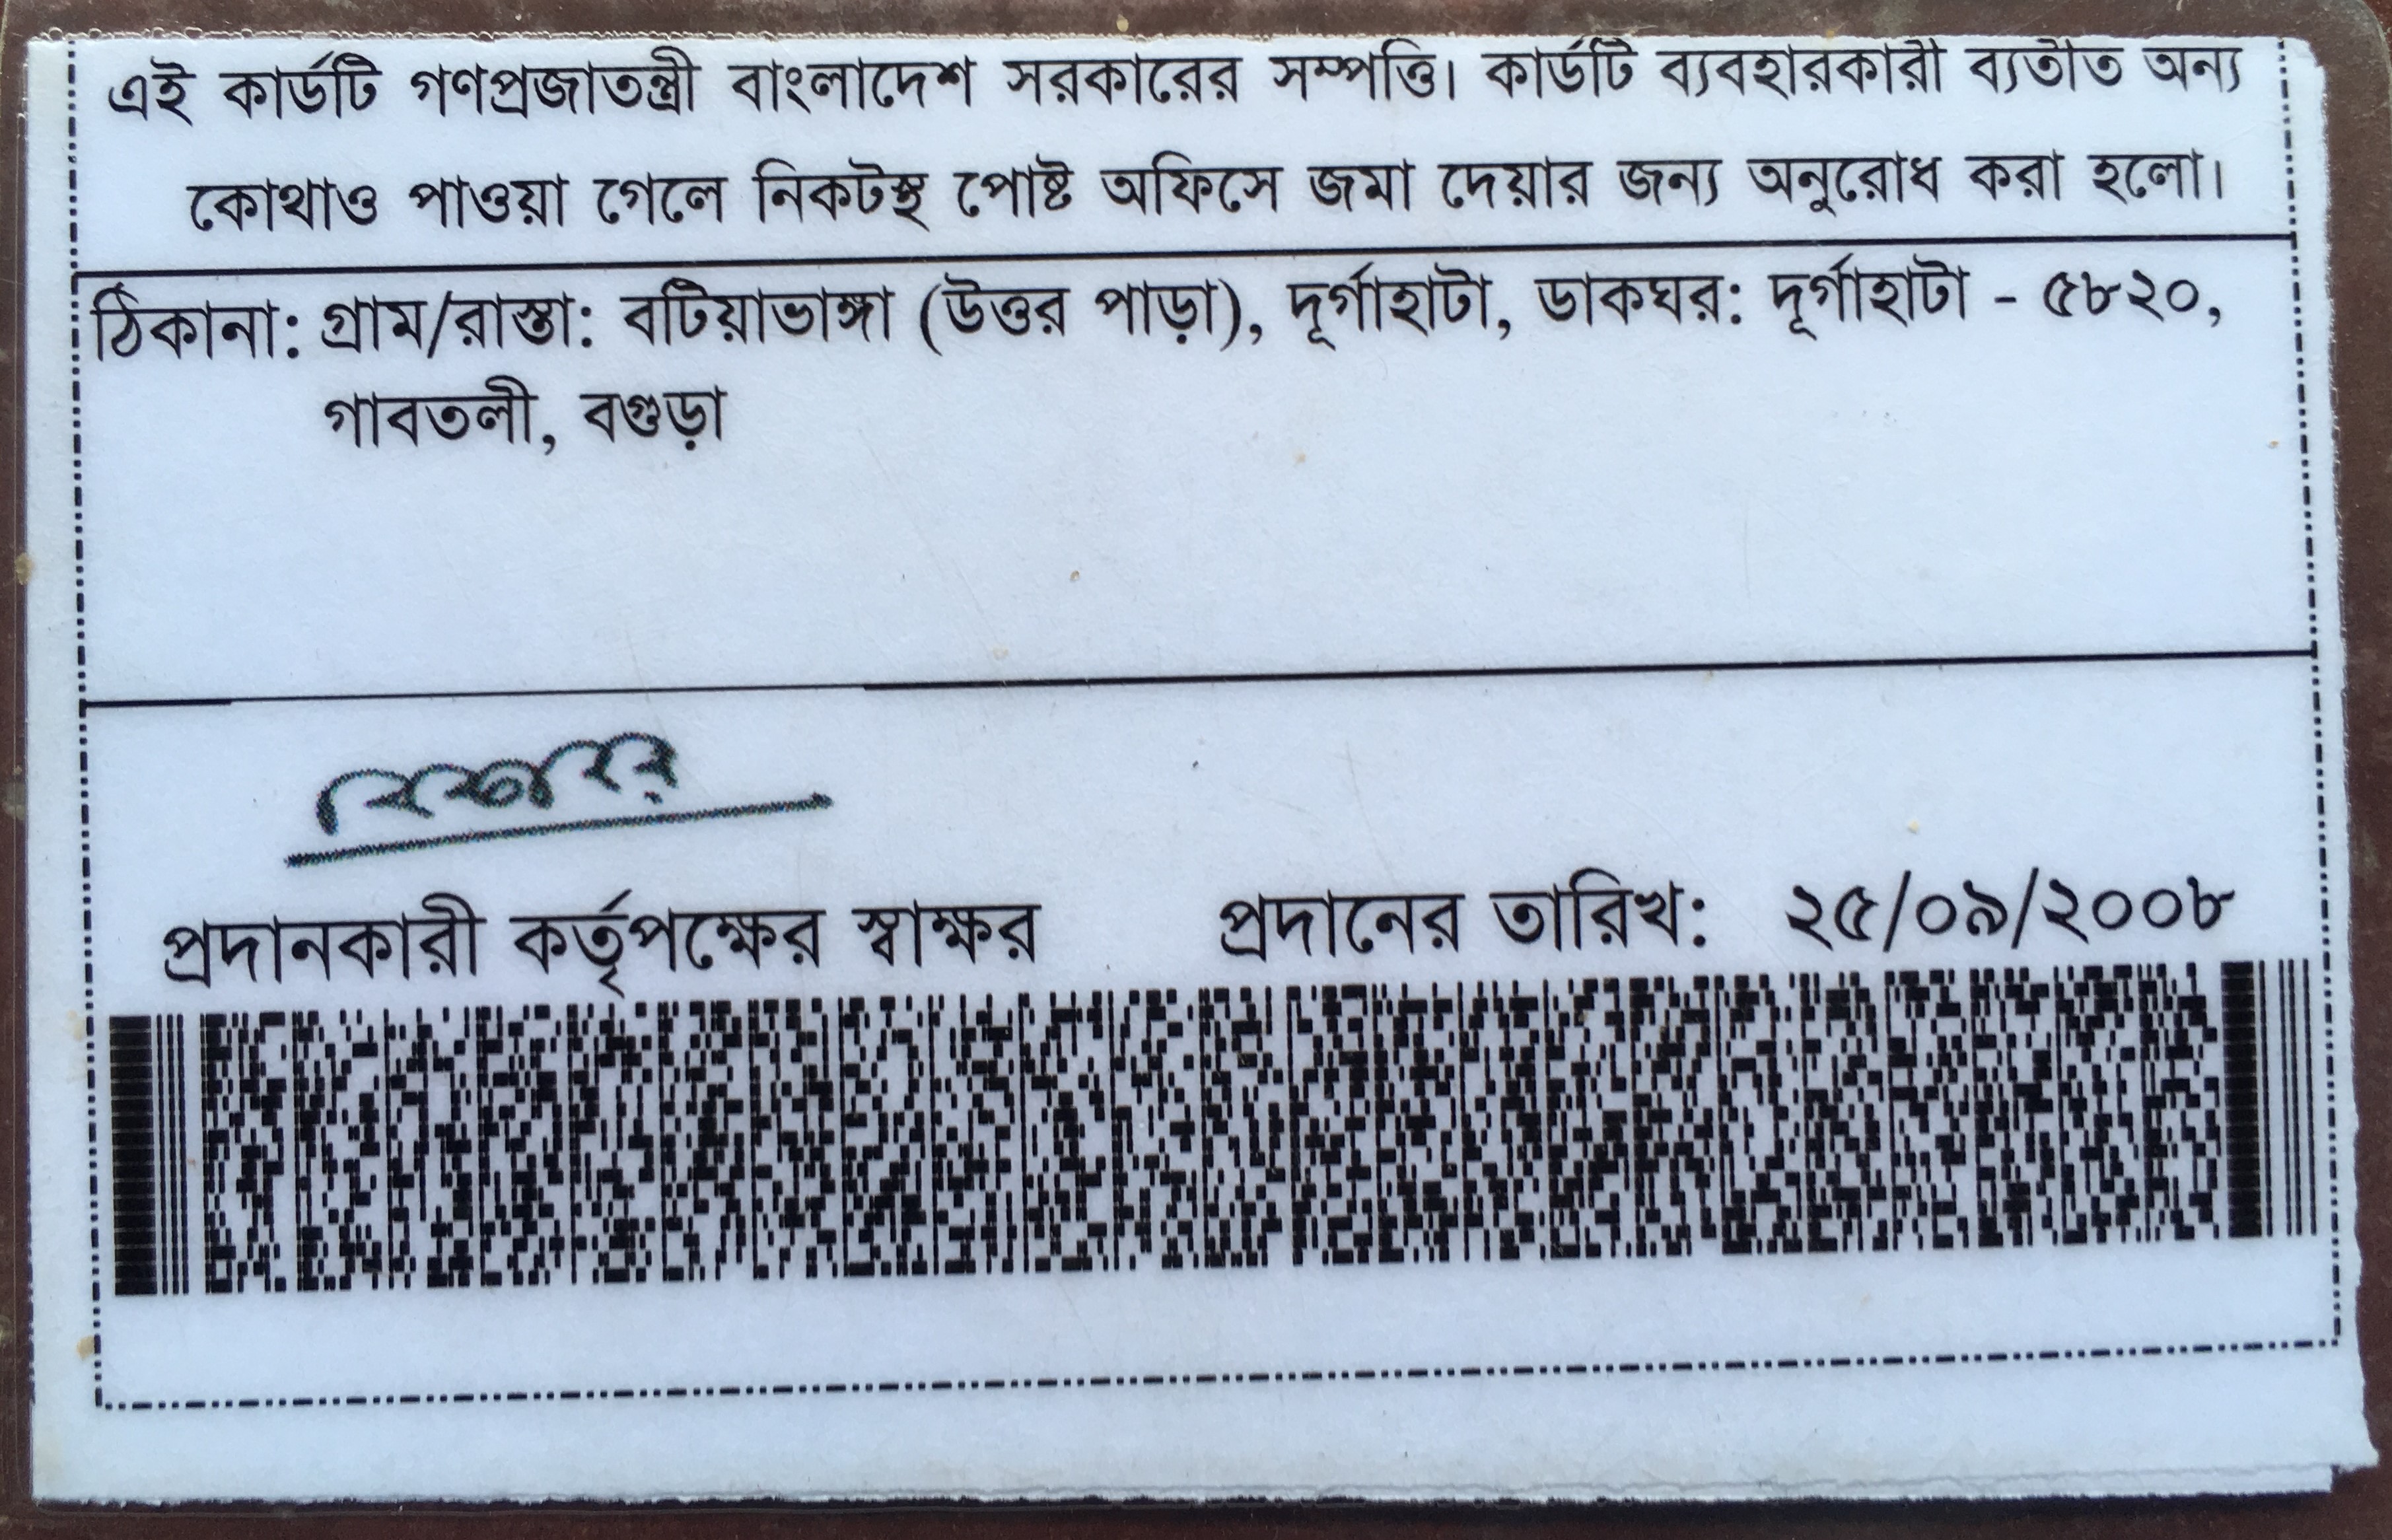 এই কার্ডটি গণপ্রজাতন্ত্রী বাংলাদেশ সরকারের সম্পত্তি। কার্ডটি ব্যবহারকারী ব্যতীত অন্য
কোথাও পাওয়া গেলে নিকটস্থ পোষ্ট অফিসে জমা দেয়ার জন্য অনুরোধ করা হলো।
ঠিকানা: গ্রাম/রাস্তা: বটিয়াভাঙ্গা (উত্তর পাড়া), দূর্গাহাটা, ডাকঘর: দূর্গাহাটা - ৫৮২০,
গাবতলী, বগুড়া
প্রদানকারী কর্তৃপক্ষের স্বাক্ষর প্রদানের তারিখ: ২৫/০৯/২০০৮